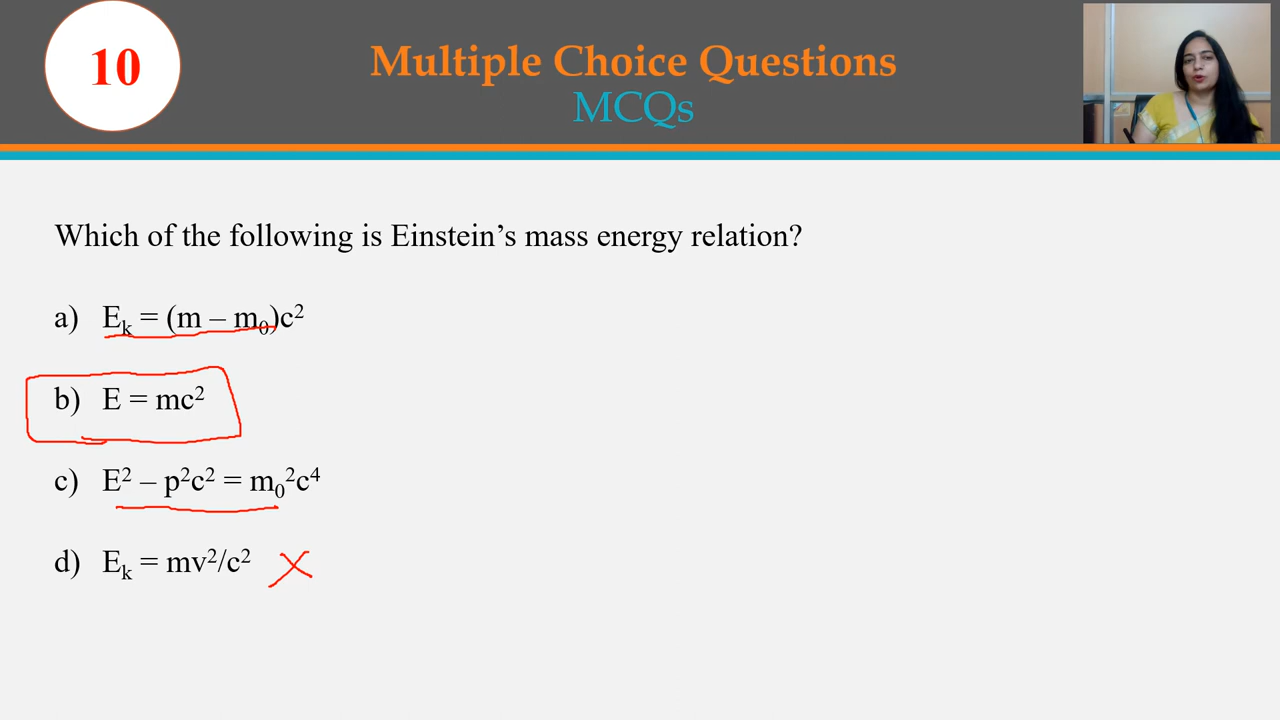 10
Multiple Choice Questions
MCQs
Which of the following is Einstein’s mass energy relation?
a) Eₖ = (m – m₀)c²
b) E = mc²
c) E² – p²c² = m₀²c⁴
d) Eₖ = mv²/c²